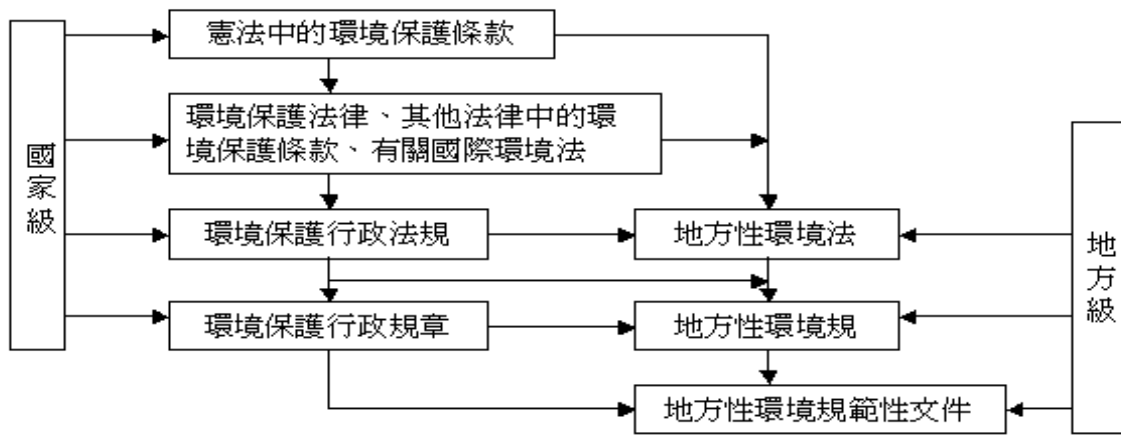 國家級
憲法中的環境保護條款
環境保護法律、其他法律中的環
境保護條款、有關國際環境法
環境保護行政法規
地方性環境法
環境保護行政規章
地方性環境規
地方性環境規範性文件
地方級